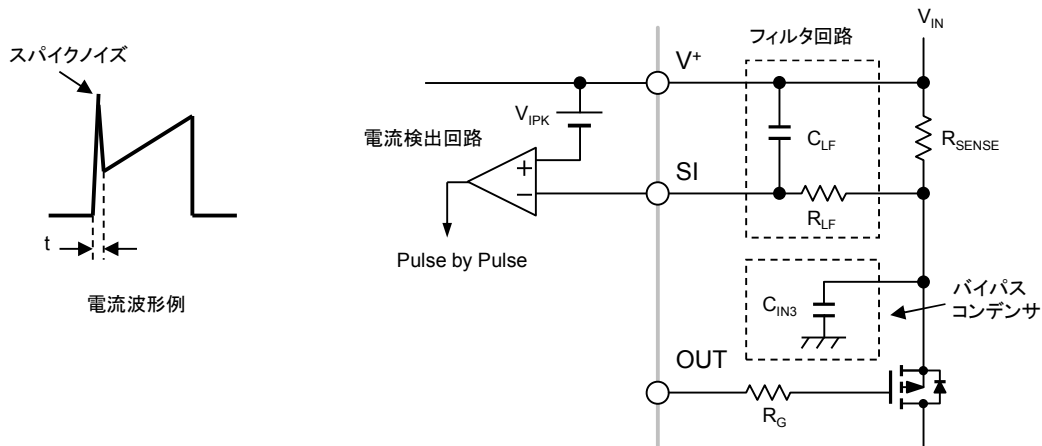 スパイクノイズ
t
電流波形例
V+
V_IPK
電流検出回路
+
−
SI
Pulse by Pulse
OUT
フィルタ回路
C_LF
R_LF
V_IN
R_SENSE
C_IN3
バイパス
コンデンサ
R_G